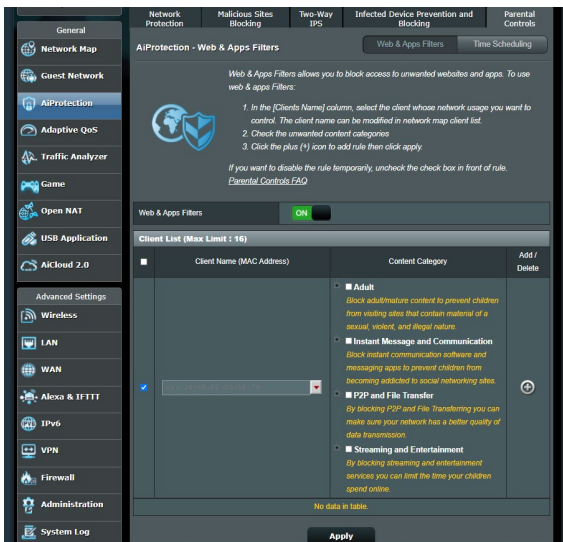 General
Network Map
Guest Network
AiProtection
Adaptive QoS
Traffic Analyzer
Game
Open NAT
USB Application
AiCloud 2.0
Advanced Settings
Wireless
LAN
WAN
Alexa & IFTTT
IPv6
VPN
Firewall
Administration
System Log
Network
Protection
Malicious Sites
Blocking
Two-Way
IPS
Infected Device Prevention and
Blocking
Parental
Controls
AiProtection - Web & Apps Filters
Web & Apps Filters
Time Scheduling
Web & Apps Filters allows you to block access to unwanted websites and apps. To use
web & apps Filters:
1. In the [Clients Name] column, select the client whose network usage you want to
control. The client name can be modified in network map client list.
2. Check the unwanted content categories
3. Click the plus (+) icon to add rule then click apply.
If you want to disable the rule temporarily, uncheck the check box in front of rule.
Parental Controls FAQ
Web & Apps Filters
ON
Client List (Max Limit : 16)
Client Name (MAC Address)
Content Category
Add /
Delete
Adult
Block adult/mature content to prevent children
from visiting sites that contain material of a
sexual, violent, and illegal nature.
Instant Message and Communication
Block instant communication software and
messaging apps to prevent children from
becoming addicted to social networking sites.
P2P and File Transfer
By blocking P2P and File Transferring you can
make sure your network has a better quality of
data transmission.
Streaming and Entertainment
By blocking streaming and entertainment
services you can limit the time your children
spend online.
No data in table.
Apply